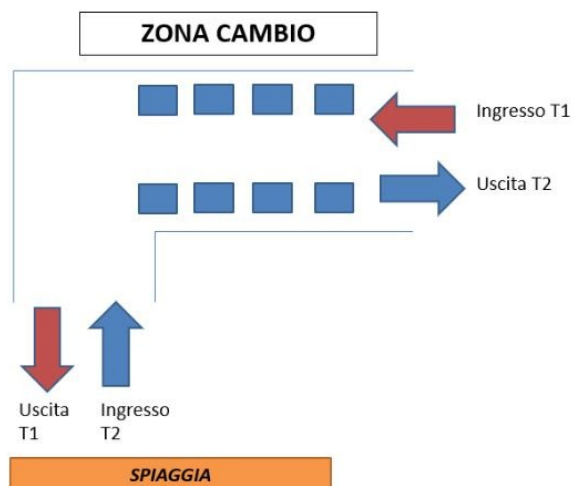 ZONA CAMBIO
Ingresso T1
Uscita T2
Uscita
T1
Ingresso
T2
SPIAGGIA